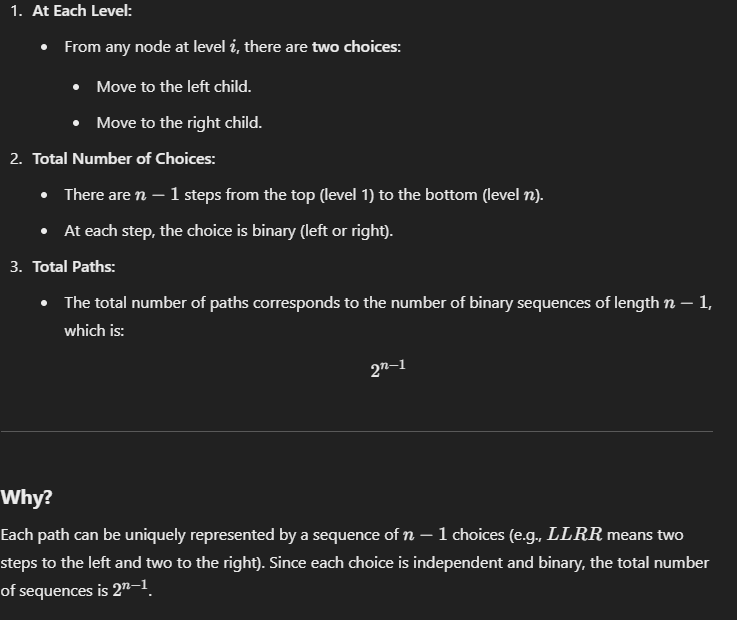 1. At Each Level:
• From any node at level i, there are two choices:
• Move to the left child.
• Move to the right child.
2. Total Number of Choices:
• There are n − 1 steps from the top (level 1) to the bottom (level n).
• At each step, the choice is binary (left or right).
3. Total Paths:
• The total number of paths corresponds to the number of binary sequences of length n − 1,
which is:
2^{n−1}
Why?
Each path can be uniquely represented by a sequence of n − 1 choices (e.g., LLRR means two
steps to the left and two to the right). Since each choice is independent and binary, the total number
of sequences is 2^{n−1}.